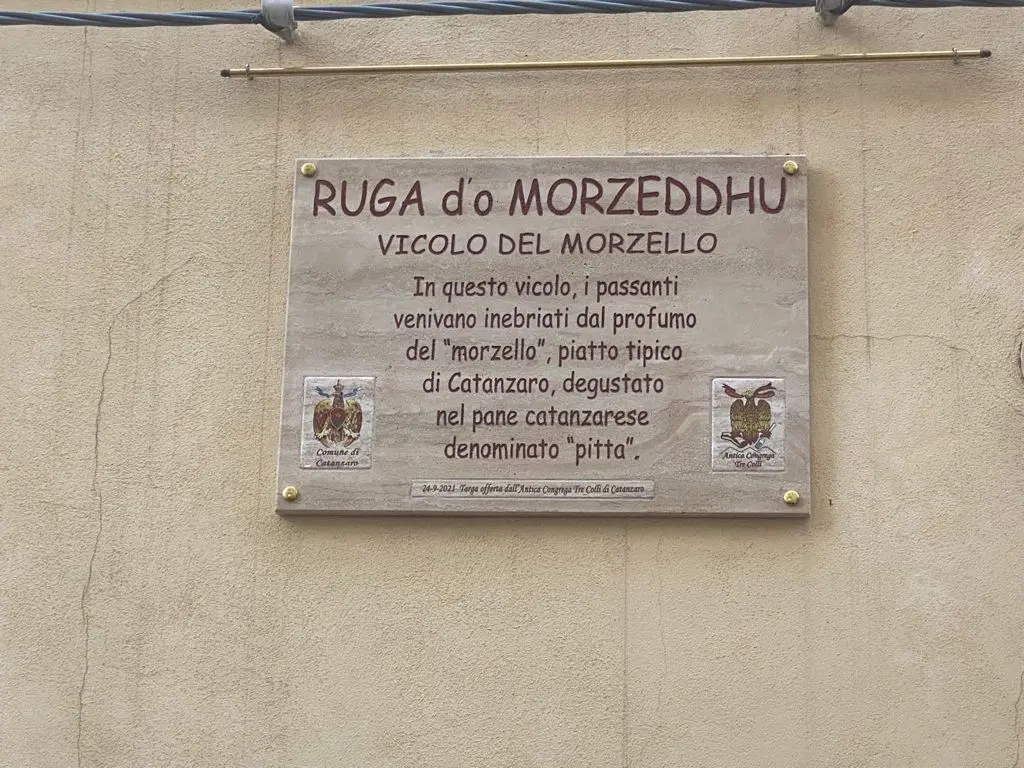 RUGA d'o MORZEDDHU
VICOLO DEL MORZELLO
In questo vicolo, i passanti
venivano inebriati dal profumo
del "morzello", piatto tipico
di Catanzaro, degustato
nel pane catanzarese
denominato "pitta".
Comune di
Catanzaro
Antica Congrega
Tre Colli
24-9-2021 Targa offerta dall'Antica Congrega Tre Colli di Catanzaro